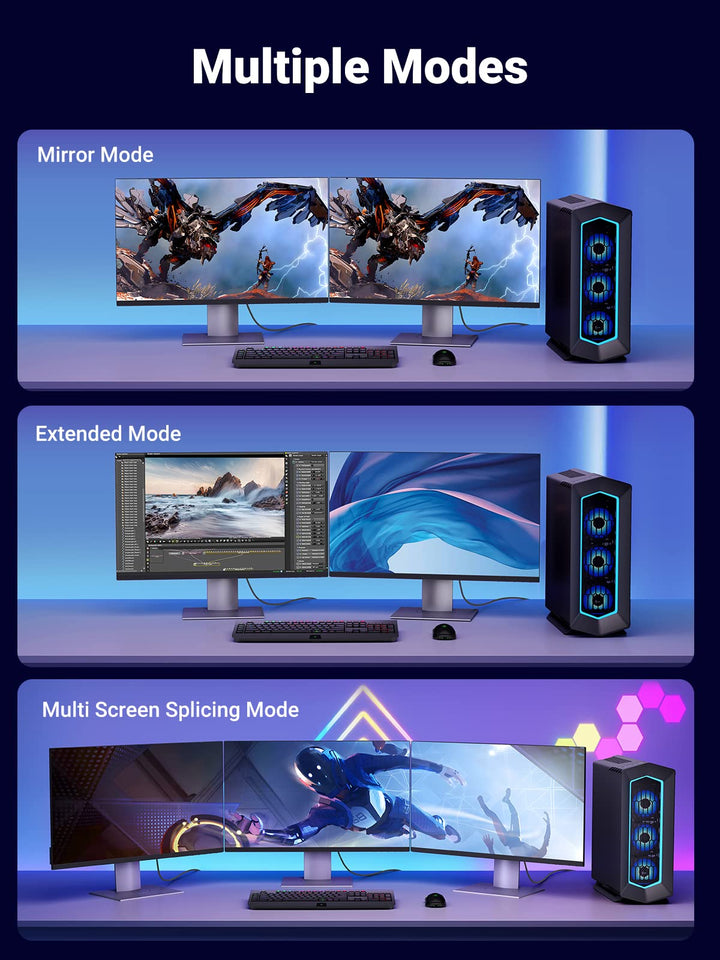 Multiple Modes
Mirror Mode
Extended Mode
Multi Screen Splicing Mode